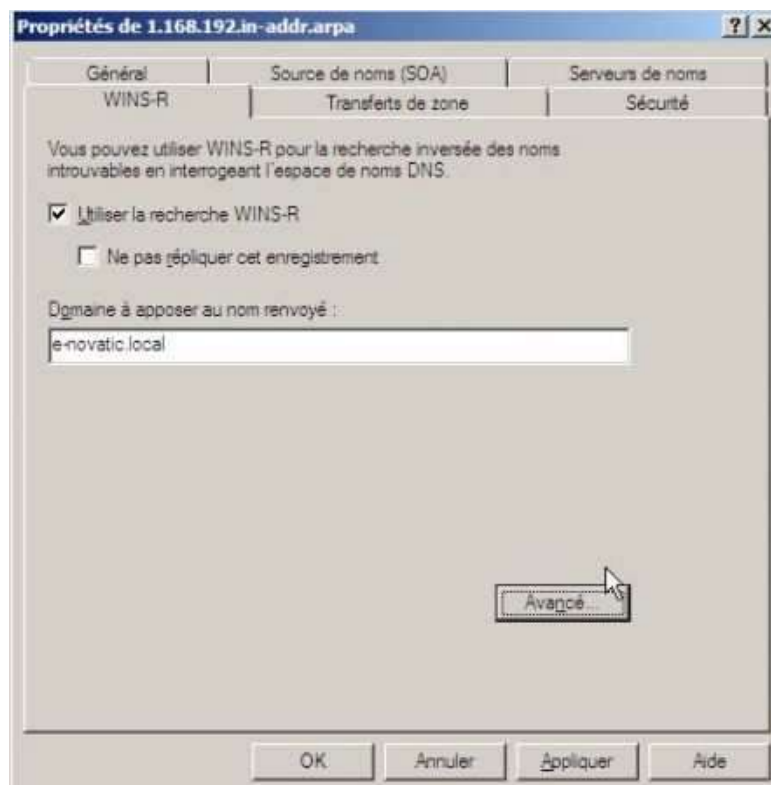 Propriétés de 1.168.192.in-addr.arpa
Général
Source de noms (SOA)
Serveurs de noms
WINS-R
Transferts de zone
Sécurité
Vous pouvez utiliser WINS-R pour la recherche inversée des noms
introuvables en interrogeant l'espace de noms DNS.
Utiliser la recherche WINS-R
Ne pas répliquer cet enregistrement
Domaine à apposer au nom renvoyé :
e-novatic.local
Avancé...
OK
Annuler
Appliquer
Aide